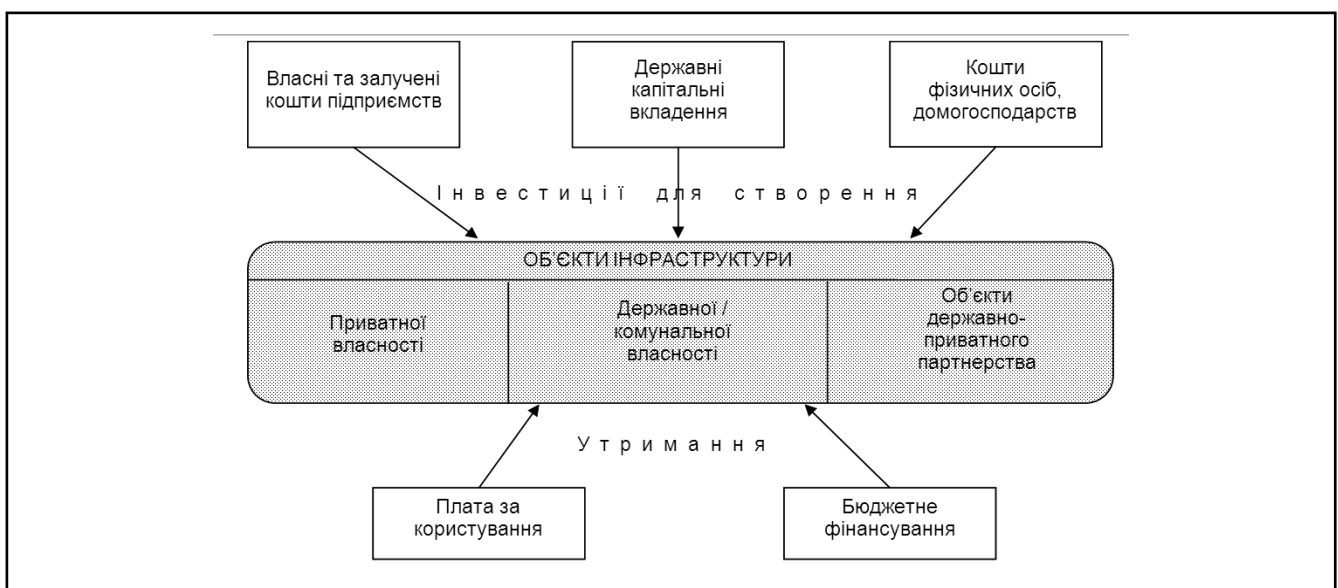 Власні та залучені
кошти підприємств
Державні
капітальні
вкладення
Кошти
фізичних осіб,
домогосподарств
Інвестиції для створення
ОБ’ЄКТИ ІНФРАСТРУКТУРИ
Приватної
власності
Державної /
комунальної
власності
Об’єкти
державно-
приватного
партнерства
Утримання
Плата за
користування
Бюджетне
фінансування